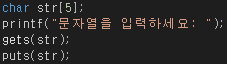 char str[5];
printf("문자열을 입력하세요: ");
gets(str);
puts(str);